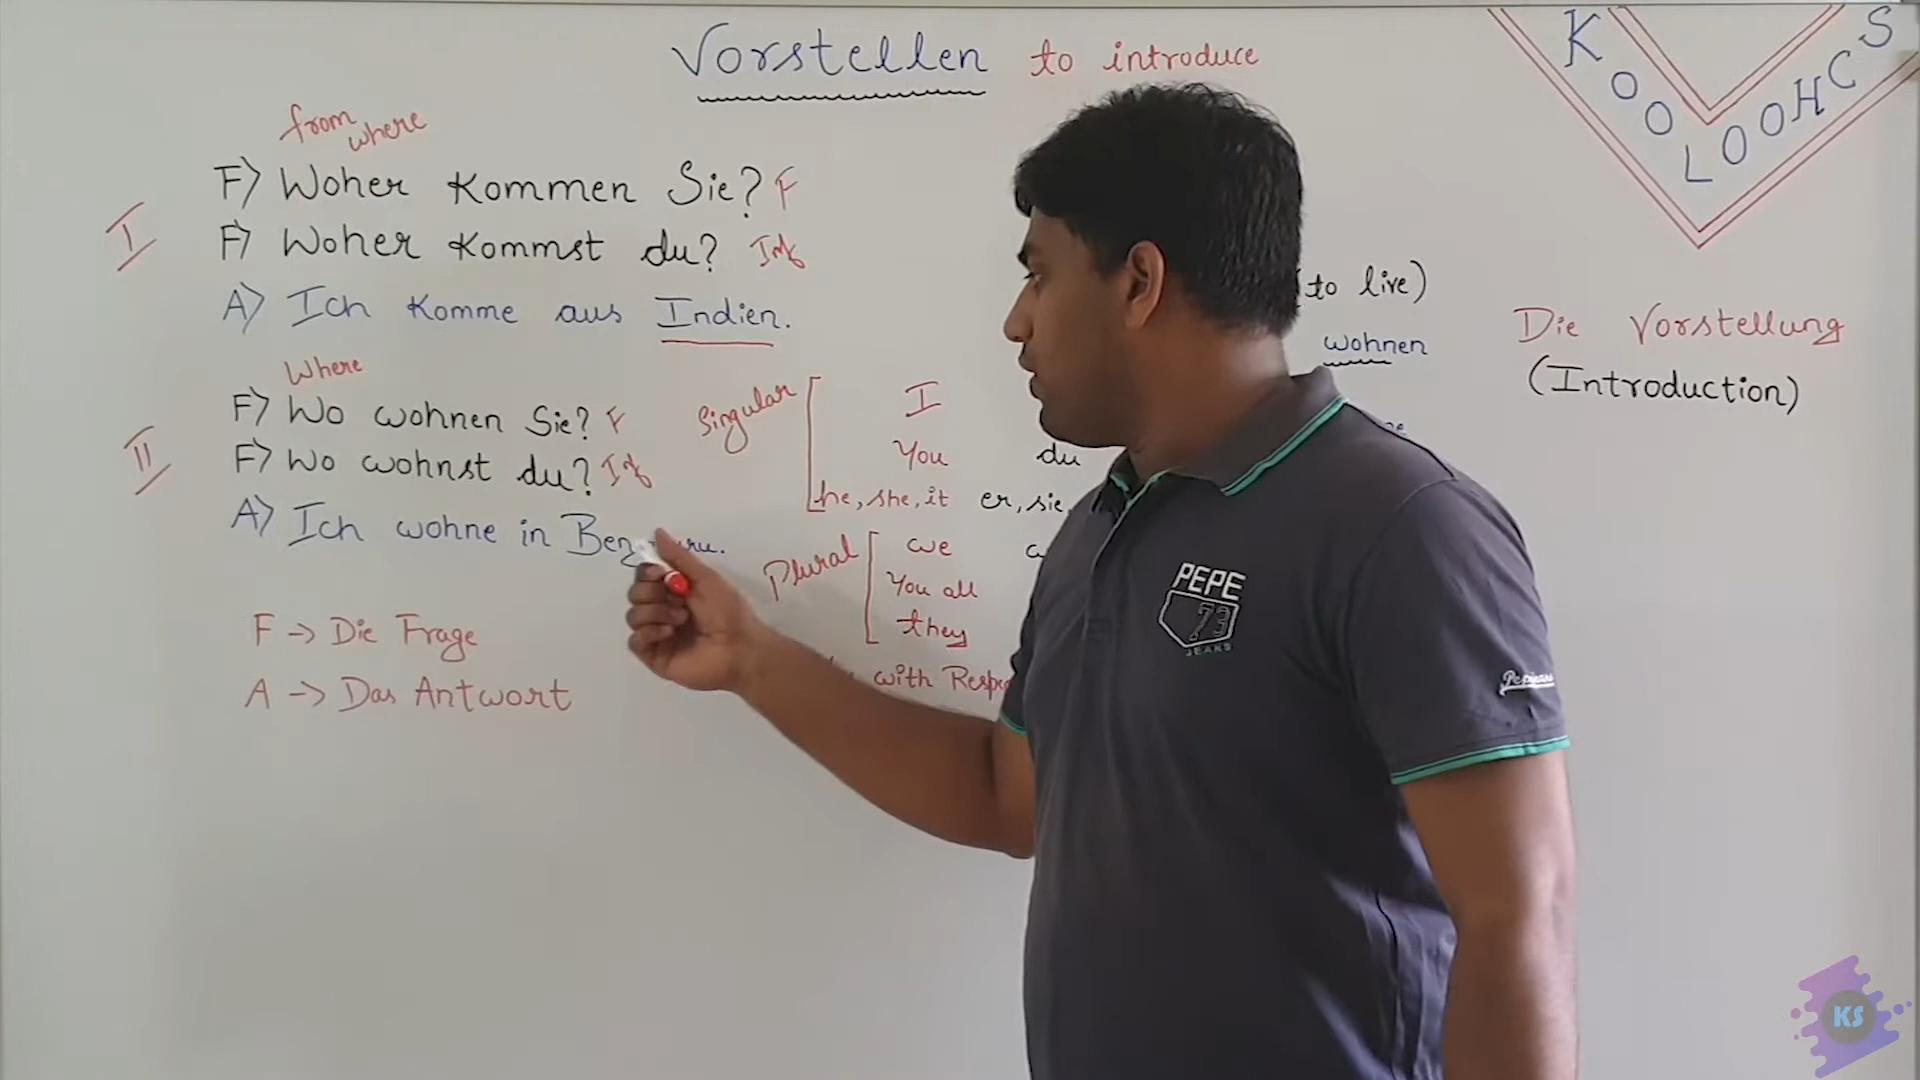 Vorstellen to introduce
from where
I
F) Woher kommen Sie? F
F) Woher kommst du? Inf
A) Ich komme aus Indien.
Where
II
F) Wo wohnen Sie? F
F) Wo wohnst du? Inf
A) Ich wohne in
F -> Die Frage
A -> Das Antwort
(to live)
wohnen
Singular
I
You du
he, she, it er, sie,
Plural
we
You all
they
with
KOOL
SCHOOL
Die Vorstellung
(Introduction)
PEPE
73
JEANS
KS